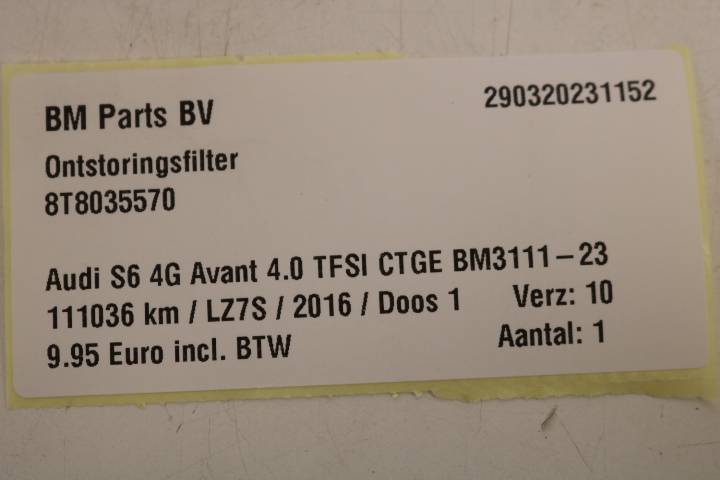 BM Parts BV 290320231152
Ontstoringsfilter
8T8035570
Audi S6 4G Avant 4.0 TFSI CTGE BM3111-23
111036 km / LZ7S / 2016 / Doos 1 Verz: 10
9.95 Euro incl. BTW Aantal: 1